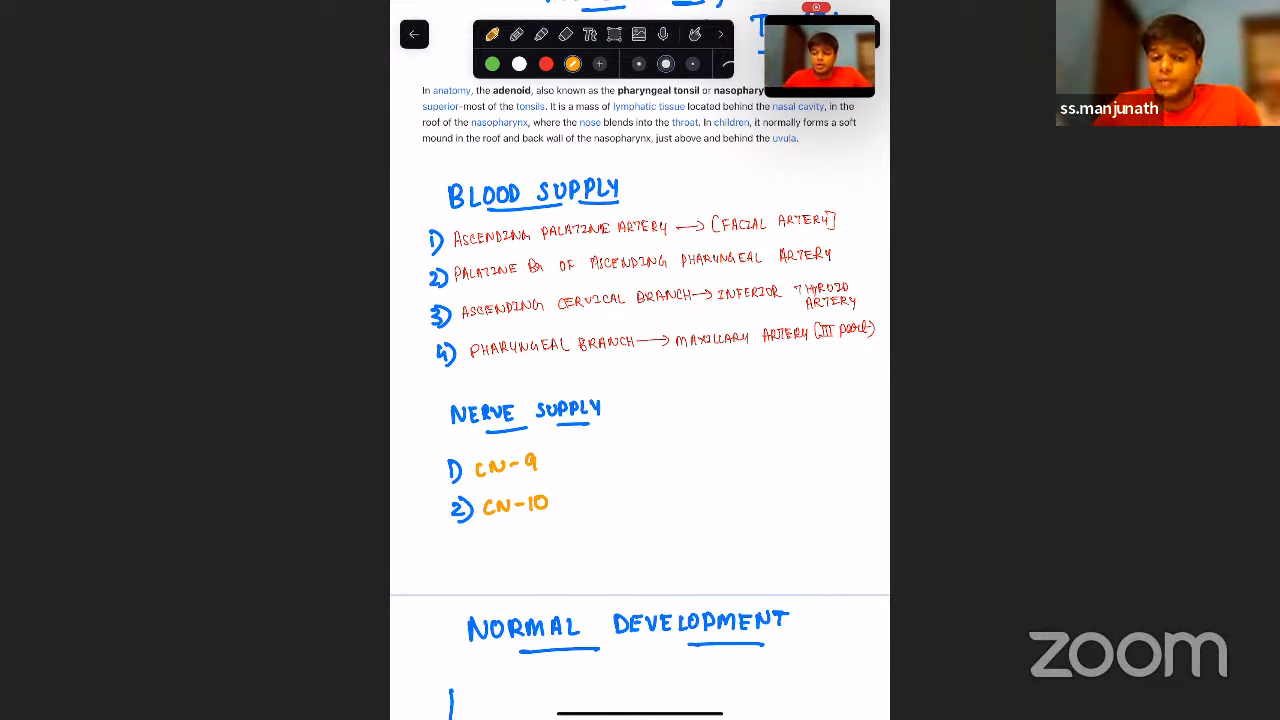 In anatomy, the adenoid, also known as the pharyngeal tonsil or nasophary
superior-most of the tonsils. It is a mass of lymphatic tissue located behind the nasal cavity, in the
roof of the nasopharynx, where the nose blends into the throat. In children, it normally forms a soft
mound in the roof and back wall of the nasopharynx, just above and behind the uvula.
ss.manjunath
BLOOD SUPPLY
1) ASCENDING PALATINE ARTERY → [FACIAL ARTERY]
2) PALATINE Br OF ASCENDING PHARYNGEAL ARTERY
3) ASCENDING CERVICAL BRANCH → INFERIOR THYROID
ARTERY
4) PHARYNGEAL BRANCH → MAXILLARY ARTERY (III part)
NERVE SUPPLY
1) CN-9
2) CN-10
NORMAL DEVELOPMENT
zoom